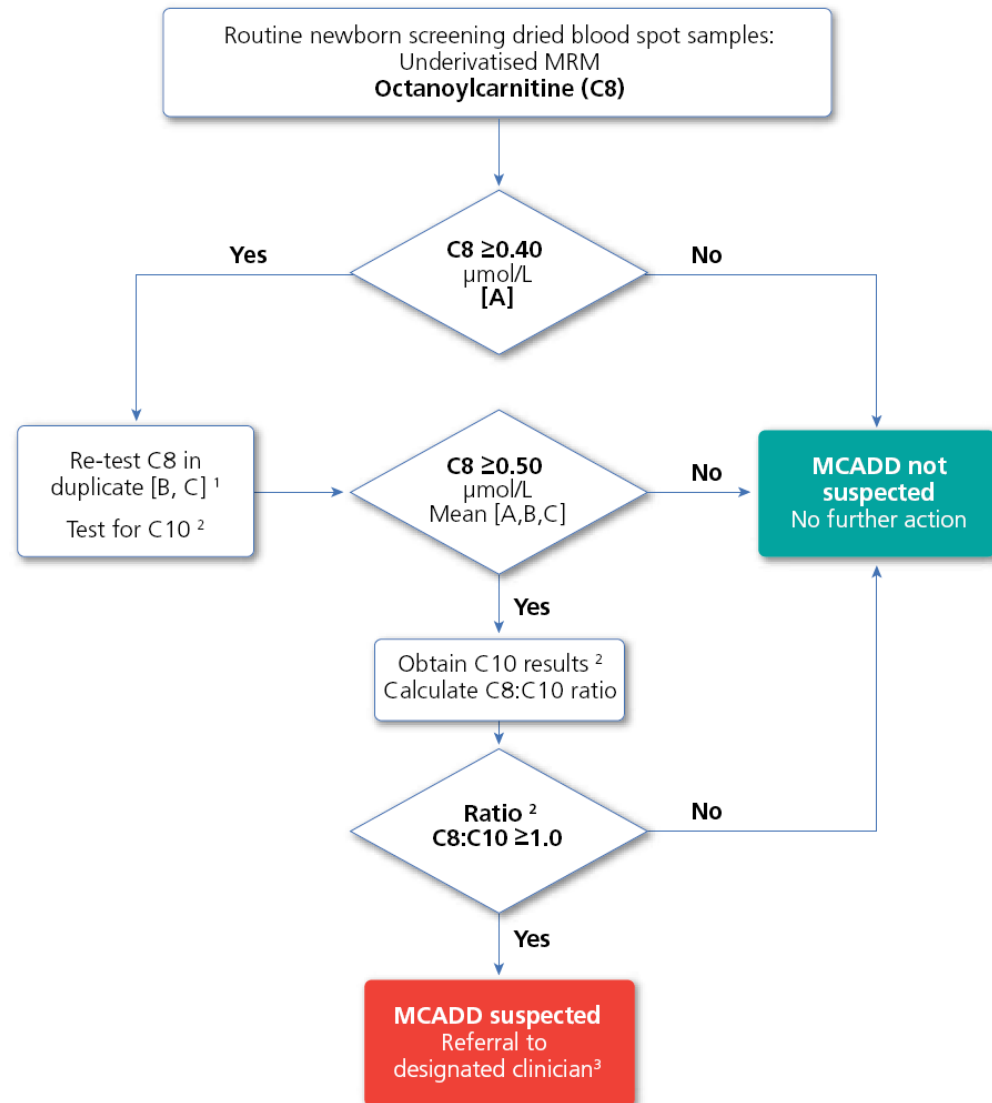 Routine newborn screening dried blood spot samples:
Underivatised MRM
Octanoylcarnitine (C8)
Yes
C8 ≥0.40
µmol/L
[A]
No
Re-test C8 in
duplicate [B, C] ¹
Test for C10 ²
C8 ≥0.50
µmol/L
Mean [A,B,C]
No
MCADD not
suspected
No further action
Yes
Obtain C10 results ²
Calculate C8:C10 ratio
Ratio ²
C8:C10 ≥1.0
No
Yes
MCADD suspected
Referral to
designated clinician³